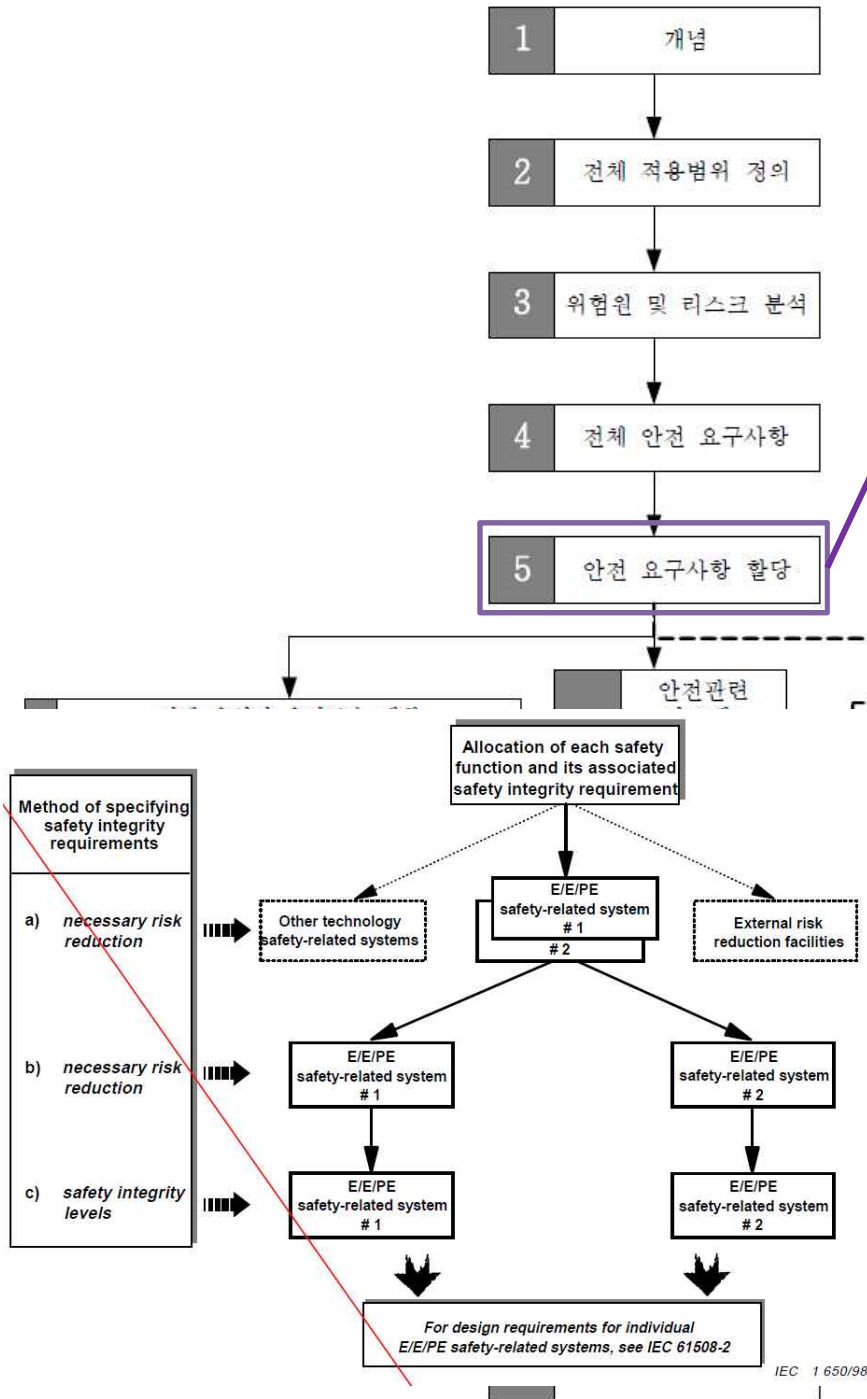 1 개념
2 전체 적용범위 정의
3 위험원 및 리스크 분석
4 전체 안전 요구사항
5 안전 요구사항 할당
안전관련
Allocation of each safety
function and its associated
safety integrity requirement
Method of specifying
safety integrity
requirements
a) necessary risk
reduction
Other technology
safety-related systems
E/E/PE
safety-related system
# 1
# 2
External risk
reduction facilities
b) necessary risk
reduction
E/E/PE
safety-related system
# 1
E/E/PE
safety-related system
# 2
c) safety integrity
levels
E/E/PE
safety-related system
# 1
E/E/PE
safety-related system
# 2
For design requirements for individual
E/E/PE safety-related systems, see IEC 61508-2
IEC 1 650/98